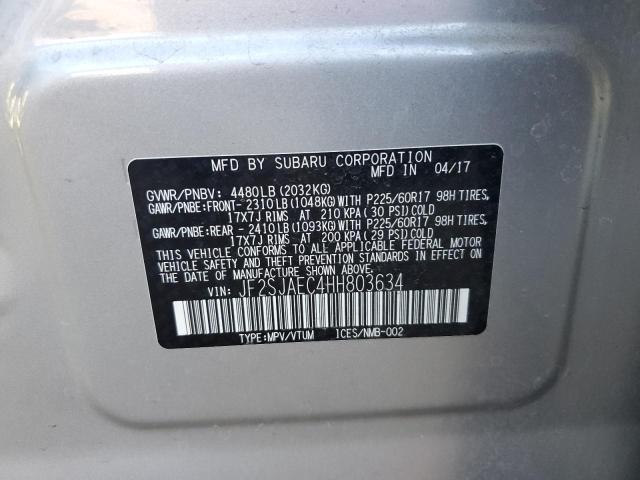 MFD BY SUBARU CORPORATION
MFD IN 04/17
GVWR/PNBV: 4480LB(2032KG)
GAWR/PNBE:FRONT-2310LB(1048KG)WITH P225/60R17 98H TIRES,
17X7J RIMS AT 210 KPA(30 PSI)COLD
GAWR/PNBE:REAR -2410LB(1093KG)WITH P225/60R17 98H TIRES,
17X7J RIMS AT 200 KPA(29 PSI)COLD
THIS VEHICLE CONFORMS TO ALL APPLICABLE FEDERAL MOTOR
VEHICLE SAFETY AND THEFT PREVENTION STANDARDS IN EFFECT
ON THE DATE OF MANUFACTURE SHOWN ABOVE.
VIN: JF2SJAEC4HH803634
TYPE:MPV/VTUM ICES/NMB-002